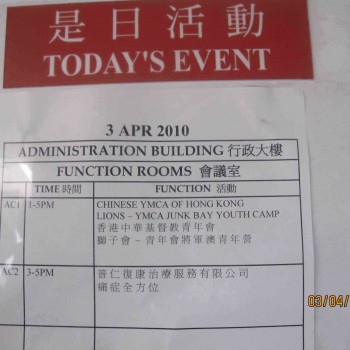 是日活動
TODAY'S EVENT
3 APR 2010
ADMINISTRATION BUILDING 行政大樓
FUNCTION ROOMS 會議室
TIME 時間 FUNCTION 活動
AC1 1-5PM CHINESE YMCA OF HONG KONG
LIONS – YMCA JUNK BAY YOUTH CAMP
香港中華基督教青年會
獅子會－青年會將軍澳青年營
AC2 3-5PM 普仁復康治療服務有限公司
痛症全方位
03/04/